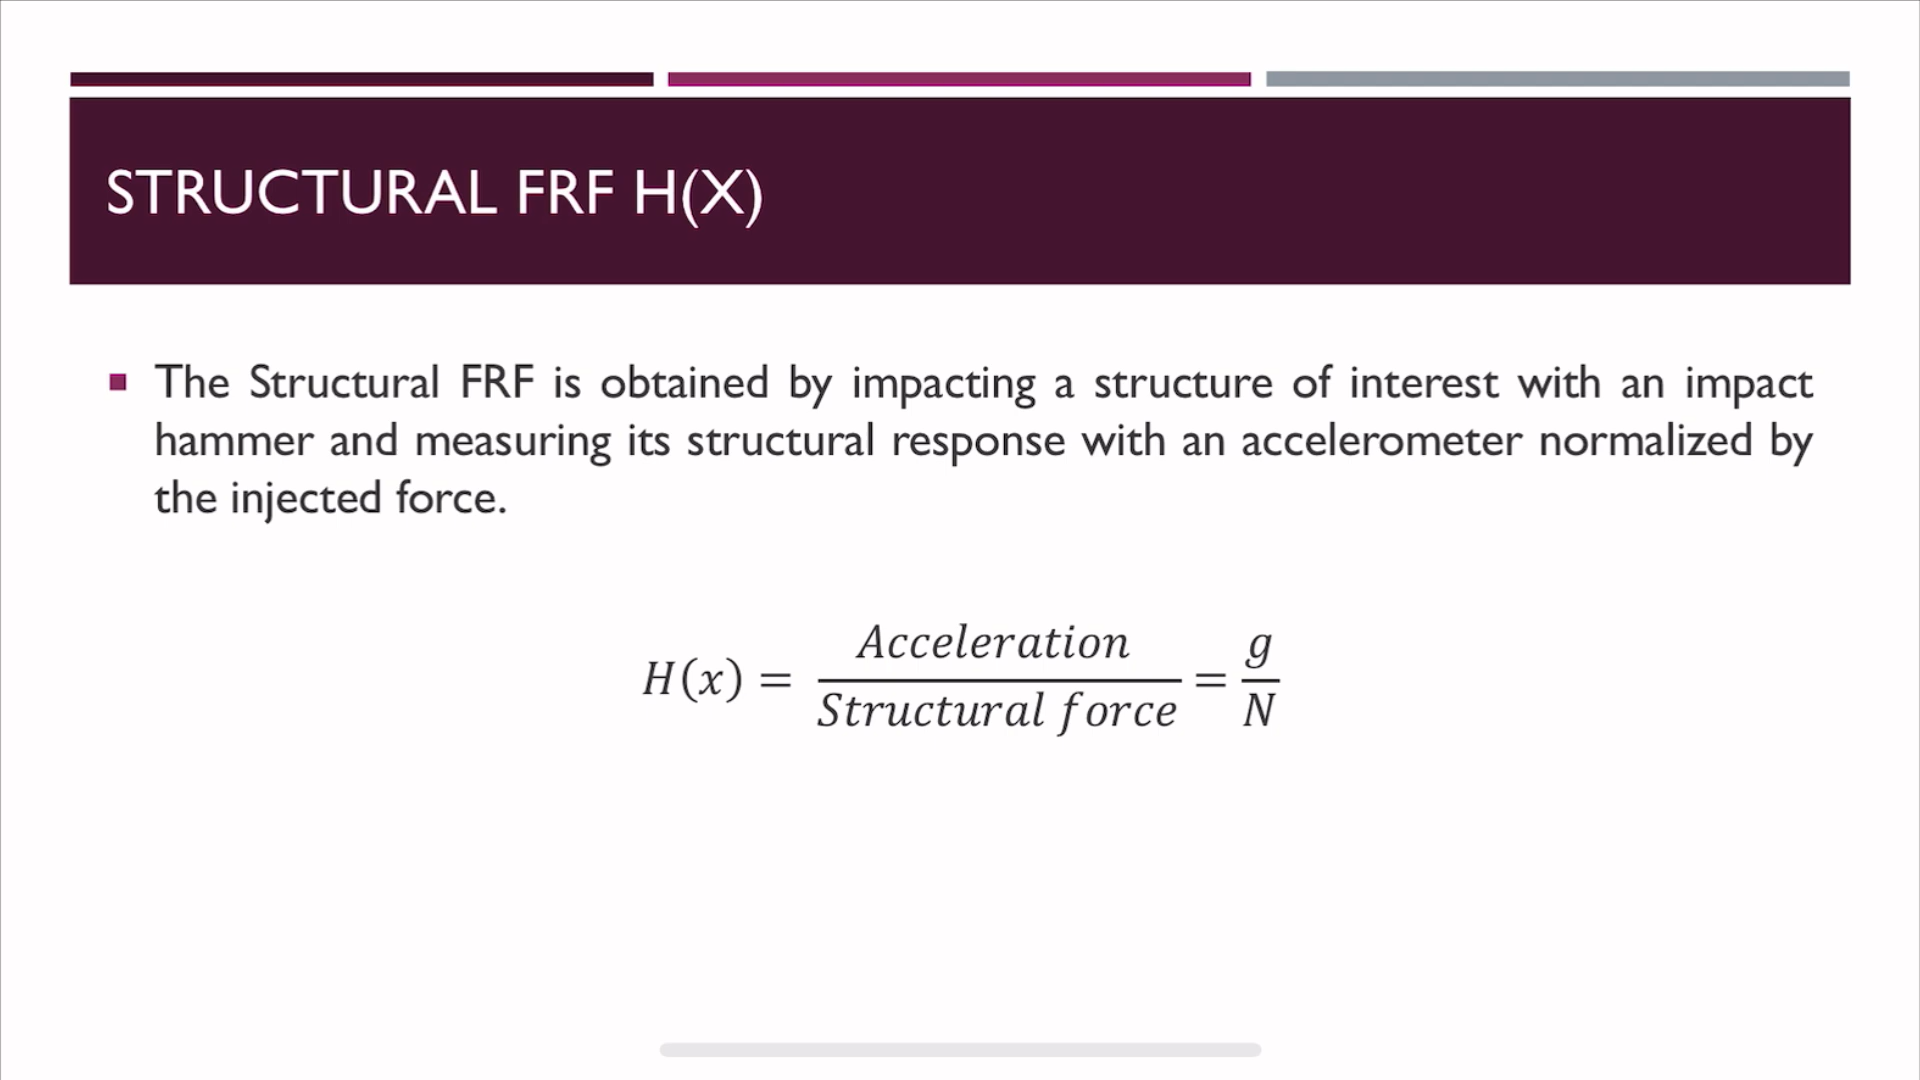 STRUCTURAL FRF H(X)
▪ The Structural FRF is obtained by impacting a structure of interest with an impact
hammer and measuring its structural response with an accelerometer normalized by
the injected force.
H(x) = Acceleration / Structural force = g / N